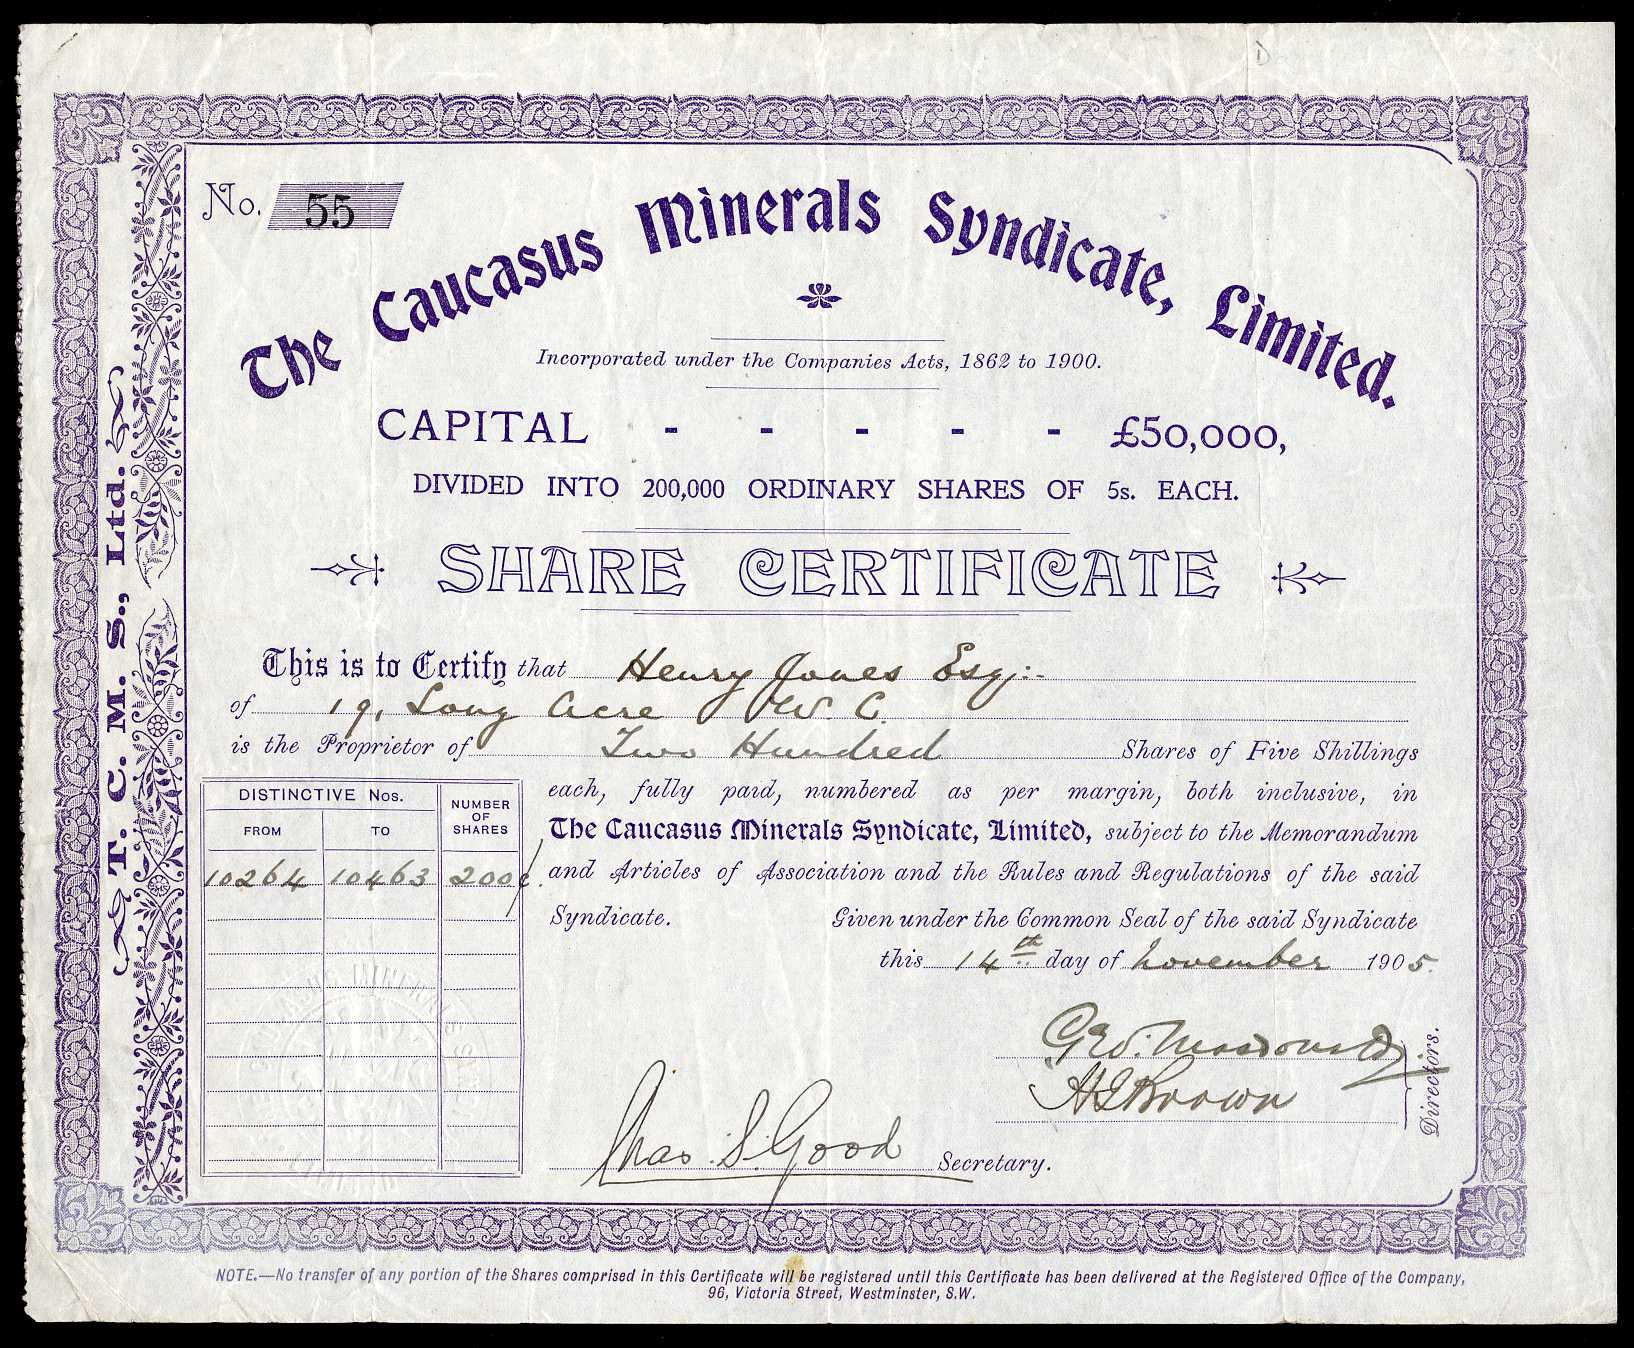 No. 55
The Caucasus Minerals Syndicate, Limited.
Incorporated under the Companies Acts, 1862 to 1900.
CAPITAL - - - - - £50,000,
DIVIDED INTO 200,000 ORDINARY SHARES OF 5s. EACH.
SHARE CERTIFICATE
This is to Certify that Henry Jones Esq:-
of 19, Long Acre W.C.
is the Proprietor of Two Hundred Shares of Five Shillings
each, fully paid, numbered as per margin, both inclusive, in
The Caucasus Minerals Syndicate, Limited, subject to the Memorandum
and Articles of Association and the Rules and Regulations of the said
Syndicate. Given under the Common Seal of the said Syndicate
this 14th day of November 1905.
DISTINCTIVE Nos.
FROM TO
NUMBER
OF
SHARES
10264 10463 200
Geo. Macdonald
H S Brown
Directors.
Chas. S. Good Secretary.
T. C. M. S., Ltd.
NOTE.—No transfer of any portion of the Shares comprised in this Certificate will be registered until this Certificate has been delivered at the Registered Office of the Company,
96, Victoria Street, Westminster, S.W.